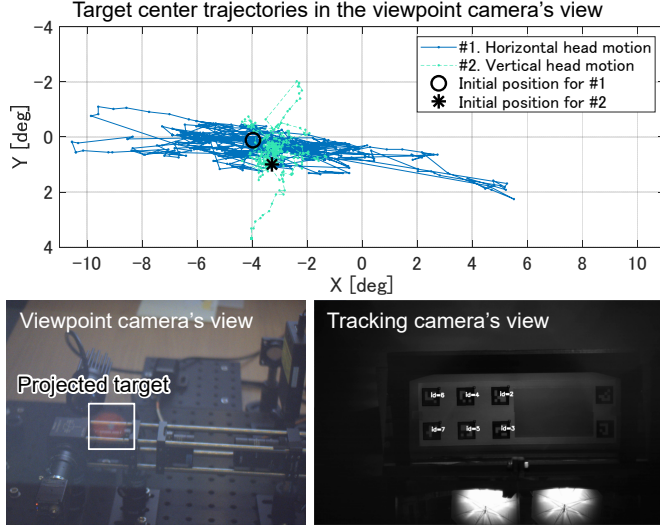 Target center trajectories in the viewpoint camera's view
−4
−2
0
2
4
Y [deg]
#1. Horizontal head motion
#2. Vertical head motion
Initial position for #1
Initial position for #2
−10 −8 −6 −4 −2 0 2 4 6 8 10
X [deg]
Viewpoint camera's view
Projected target
Tracking camera's view
Id=6 Id=4 Id=2
Id=7 Id=5 Id=3